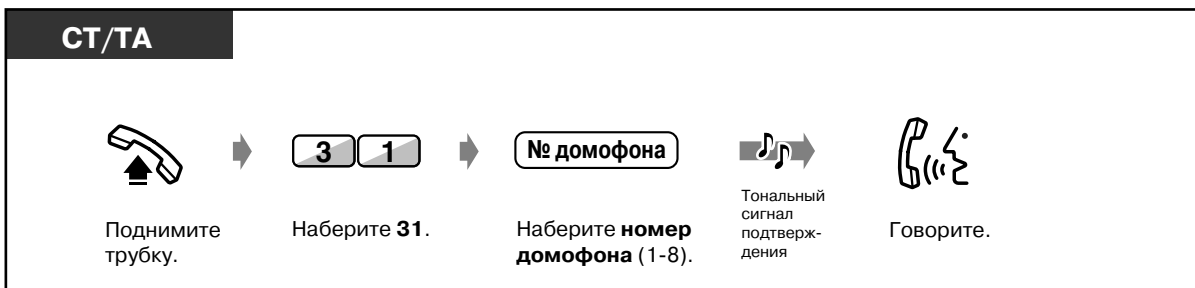 СТ/ТА
3 1
№ домофона
Поднимите
трубку.
Наберите 31.
Наберите номер
домофона (1-8).
Тональный
сигнал
подтверж-
дения
Говорите.